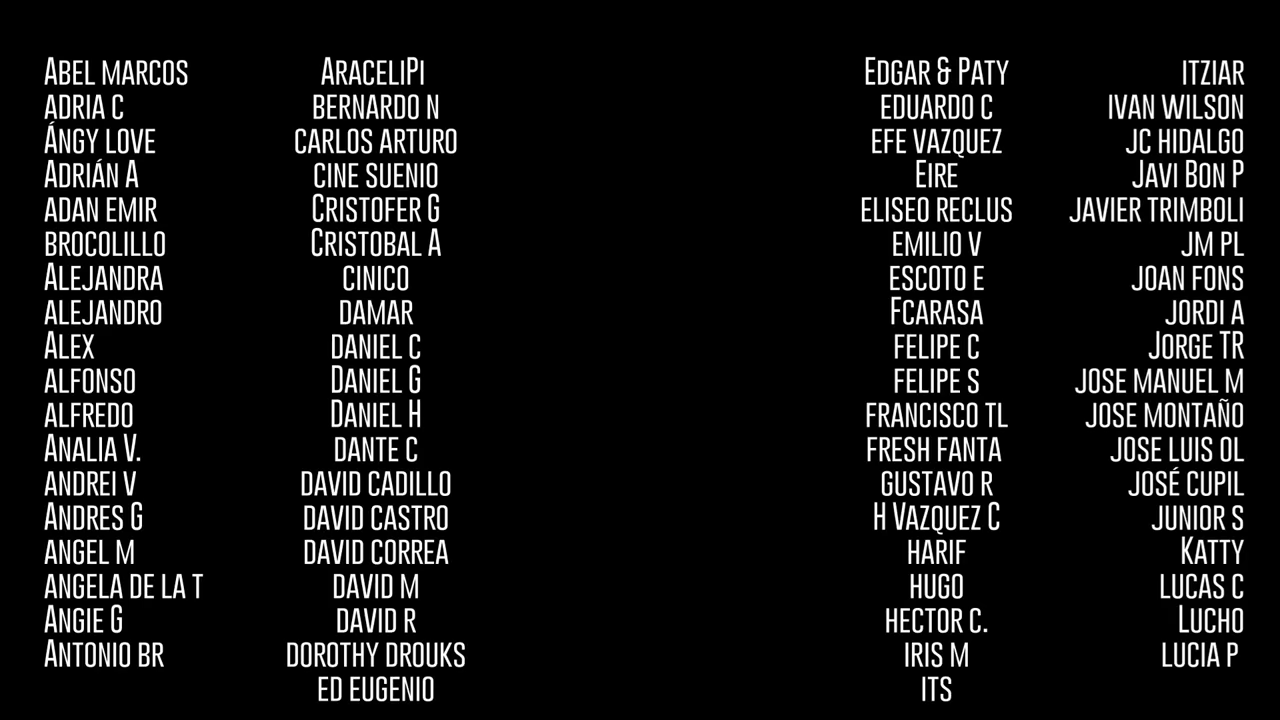 Abel marcos
adria c
Ángy love
Adrián A
adan emir
brocolillo
Alejandra
alejandro
Alex
alfonso
alfredo
Analia V.
andrei v
Andres G
angel m
angela de la t
Angie G
Antonio br
AraceliPi
bernardo n
carlos arturo
cine suenio
Cristofer G
Cristobal A
cinico
damar
daniel c
Daniel G
Daniel H
dante c
david cadillo
david castro
david correa
david m
david r
dorothy drouks
ed eugenio
Edgar & Paty
eduardo c
efe vazquez
Eire
eliseo reclus
emilio v
escoto e
Fcarasa
felipe c
felipe s
francisco tl
fresh fanta
gustavo r
H Vazquez C
harif
hugo
hector c.
iris m
its
itziar
ivan wilson
jc hidalgo
Javi Bon P
javier trimboli
jm pl
joan fons
jordi a
Jorge TR
jose manuel m
jose montaño
jose luis ol
josé cupil
junior s
Katty
lucas c
Lucho
lucia p